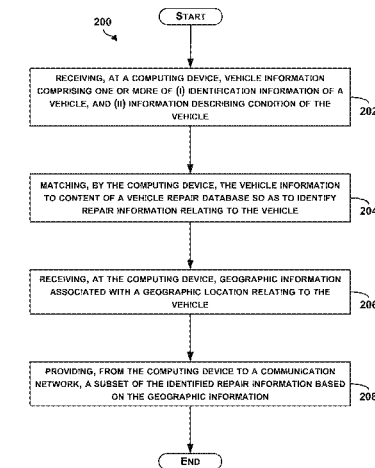 START
200
RECEIVING, AT A COMPUTING DEVICE, VEHICLE INFORMATION
COMPRISING ONE OR MORE OF (I) IDENTIFICATION INFORMATION OF A
VEHICLE, AND (II) INFORMATION DESCRIBING CONDITION OF THE
VEHICLE
202
MATCHING, BY THE COMPUTING DEVICE, THE VEHICLE INFORMATION
TO CONTENT OF A VEHICLE REPAIR DATABASE SO AS TO IDENTIFY
REPAIR INFORMATION RELATING TO THE VEHICLE
204
RECEIVING, AT THE COMPUTING DEVICE, GEOGRAPHIC INFORMATION
ASSOCIATED WITH A GEOGRAPHIC LOCATION RELATING TO THE
VEHICLE
206
PROVIDING, FROM THE COMPUTING DEVICE TO A COMMUNICATION
NETWORK, A SUBSET OF THE IDENTIFIED REPAIR INFORMATION BASED
ON THE GEOGRAPHIC INFORMATION
208
END